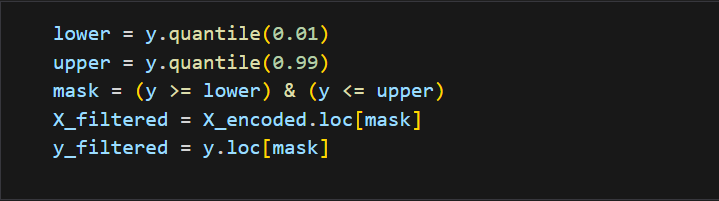 lower = y.quantile(0.01)
upper = y.quantile(0.99)
mask = (y >= lower) & (y <= upper)
X_filtered = X_encoded.loc[mask]
y_filtered = y.loc[mask]